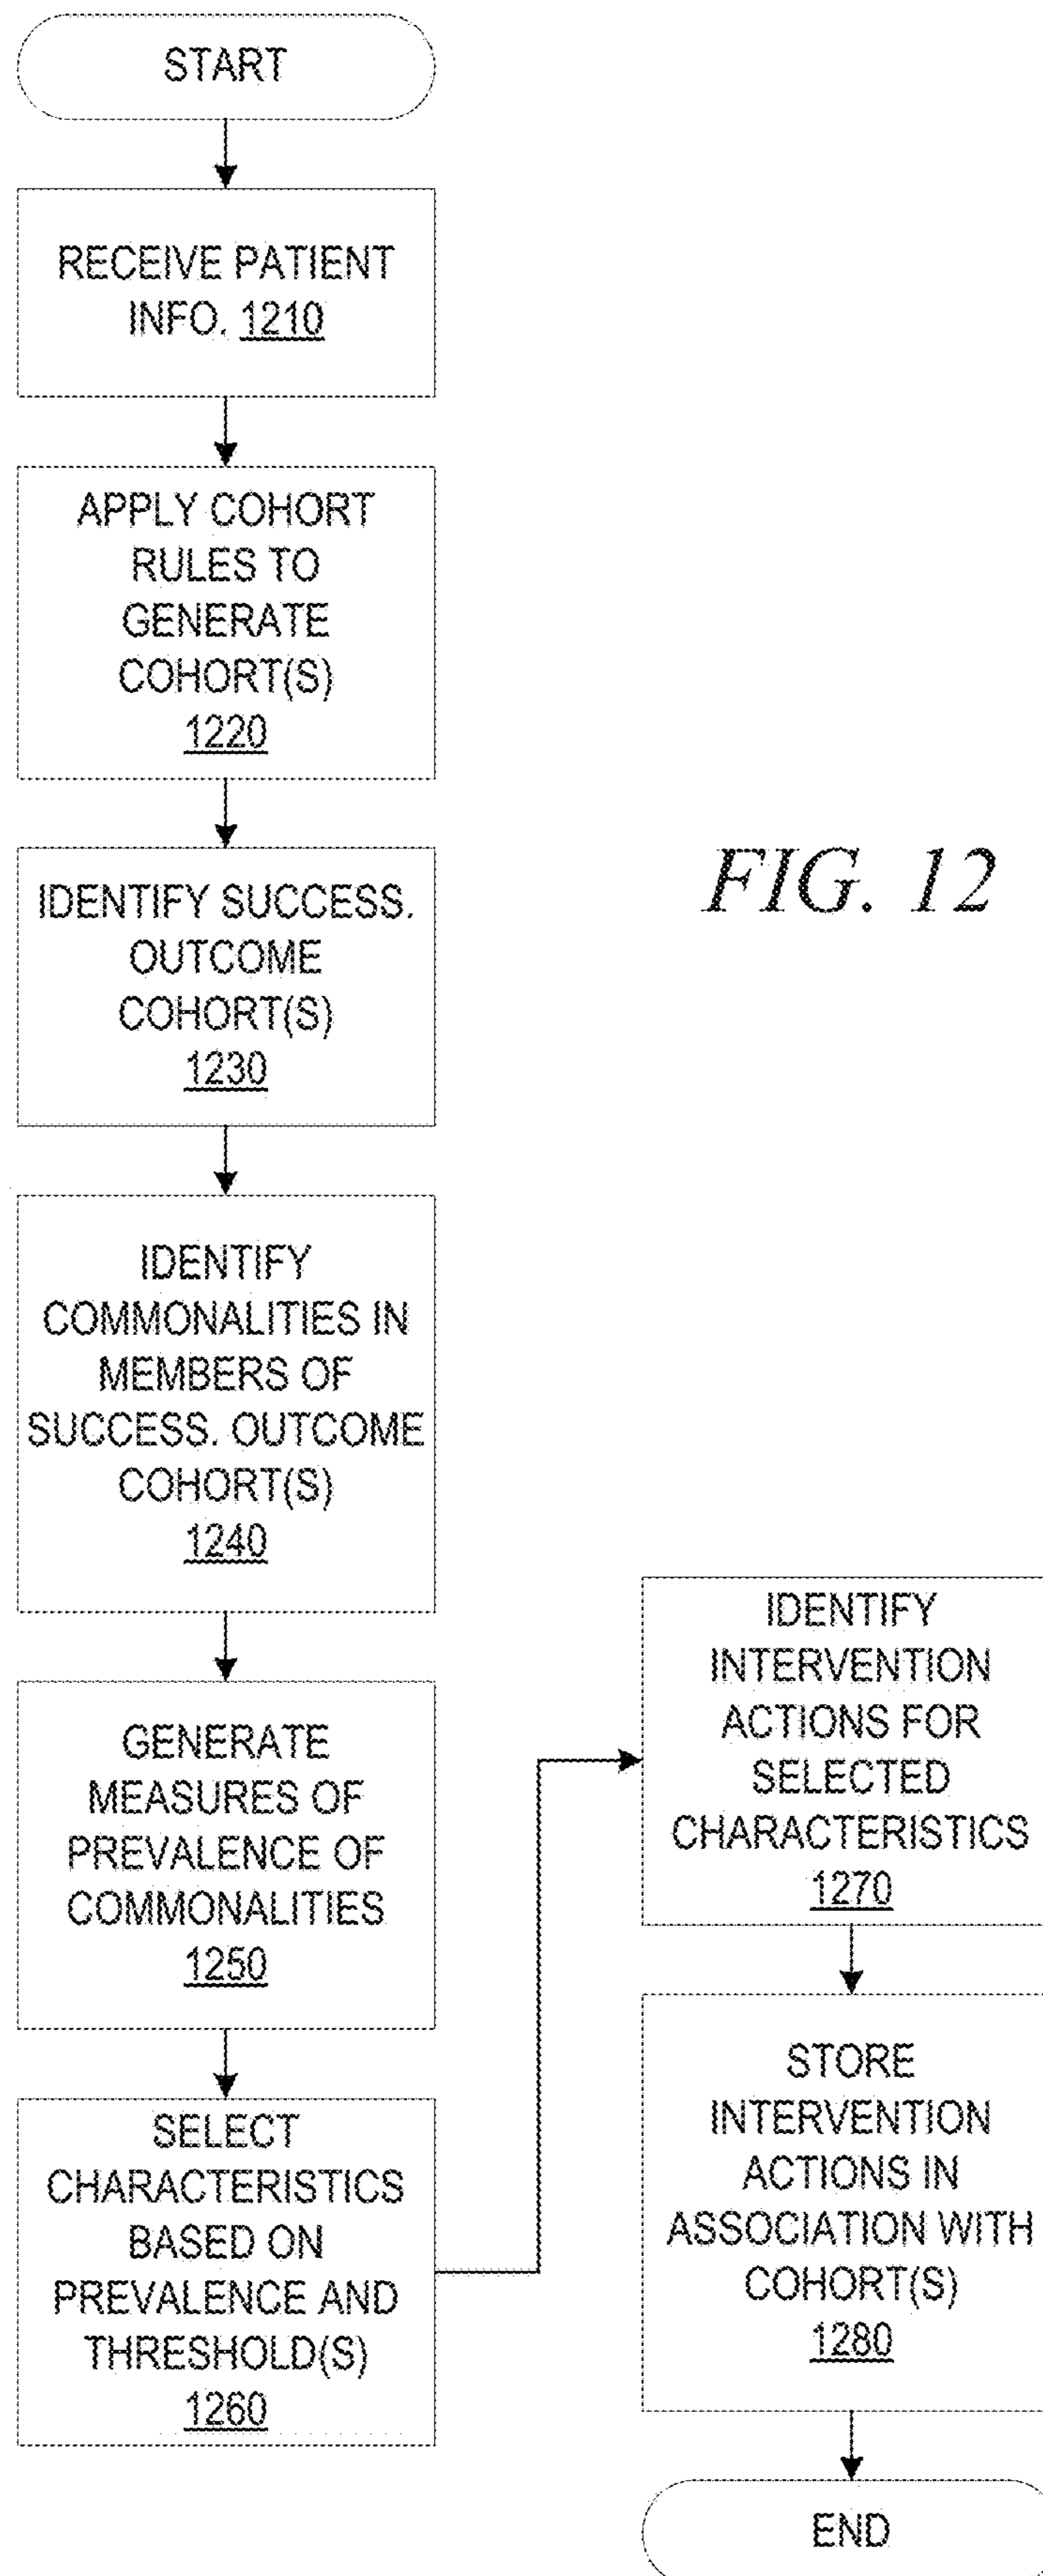 START
RECEIVE PATIENT
INFO. 1210
APPLY COHORT
RULES TO
GENERATE
COHORT(S)
1220
IDENTIFY SUCCESS.
OUTCOME
COHORT(S)
1230
IDENTIFY
COMMONALITIES IN
MEMBERS OF
SUCCESS. OUTCOME
COHORT(S)
1240
GENERATE
MEASURES OF
PREVALENCE OF
COMMONALITIES
1250
SELECT
CHARACTERISTICS
BASED ON
PREVALENCE AND
THRESHOLD(S)
1260
IDENTIFY
INTERVENTION
ACTIONS FOR
SELECTED
CHARACTERISTICS
1270
STORE
INTERVENTION
ACTIONS IN
ASSOCIATION WITH
COHORT(S)
1280
END
FIG. 12